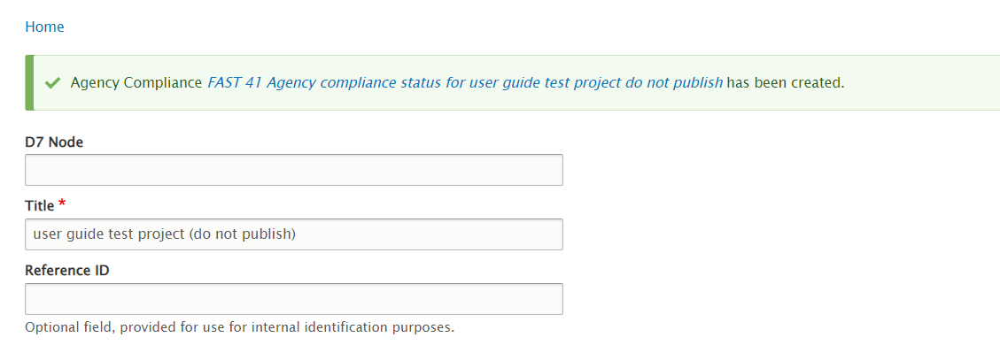 Home
Agency Compliance FAST 41 Agency compliance status for user guide test project do not publish has been created.
D7 Node
Title *
user guide test project (do not publish)
Reference ID
Optional field, provided for use for internal identification purposes.